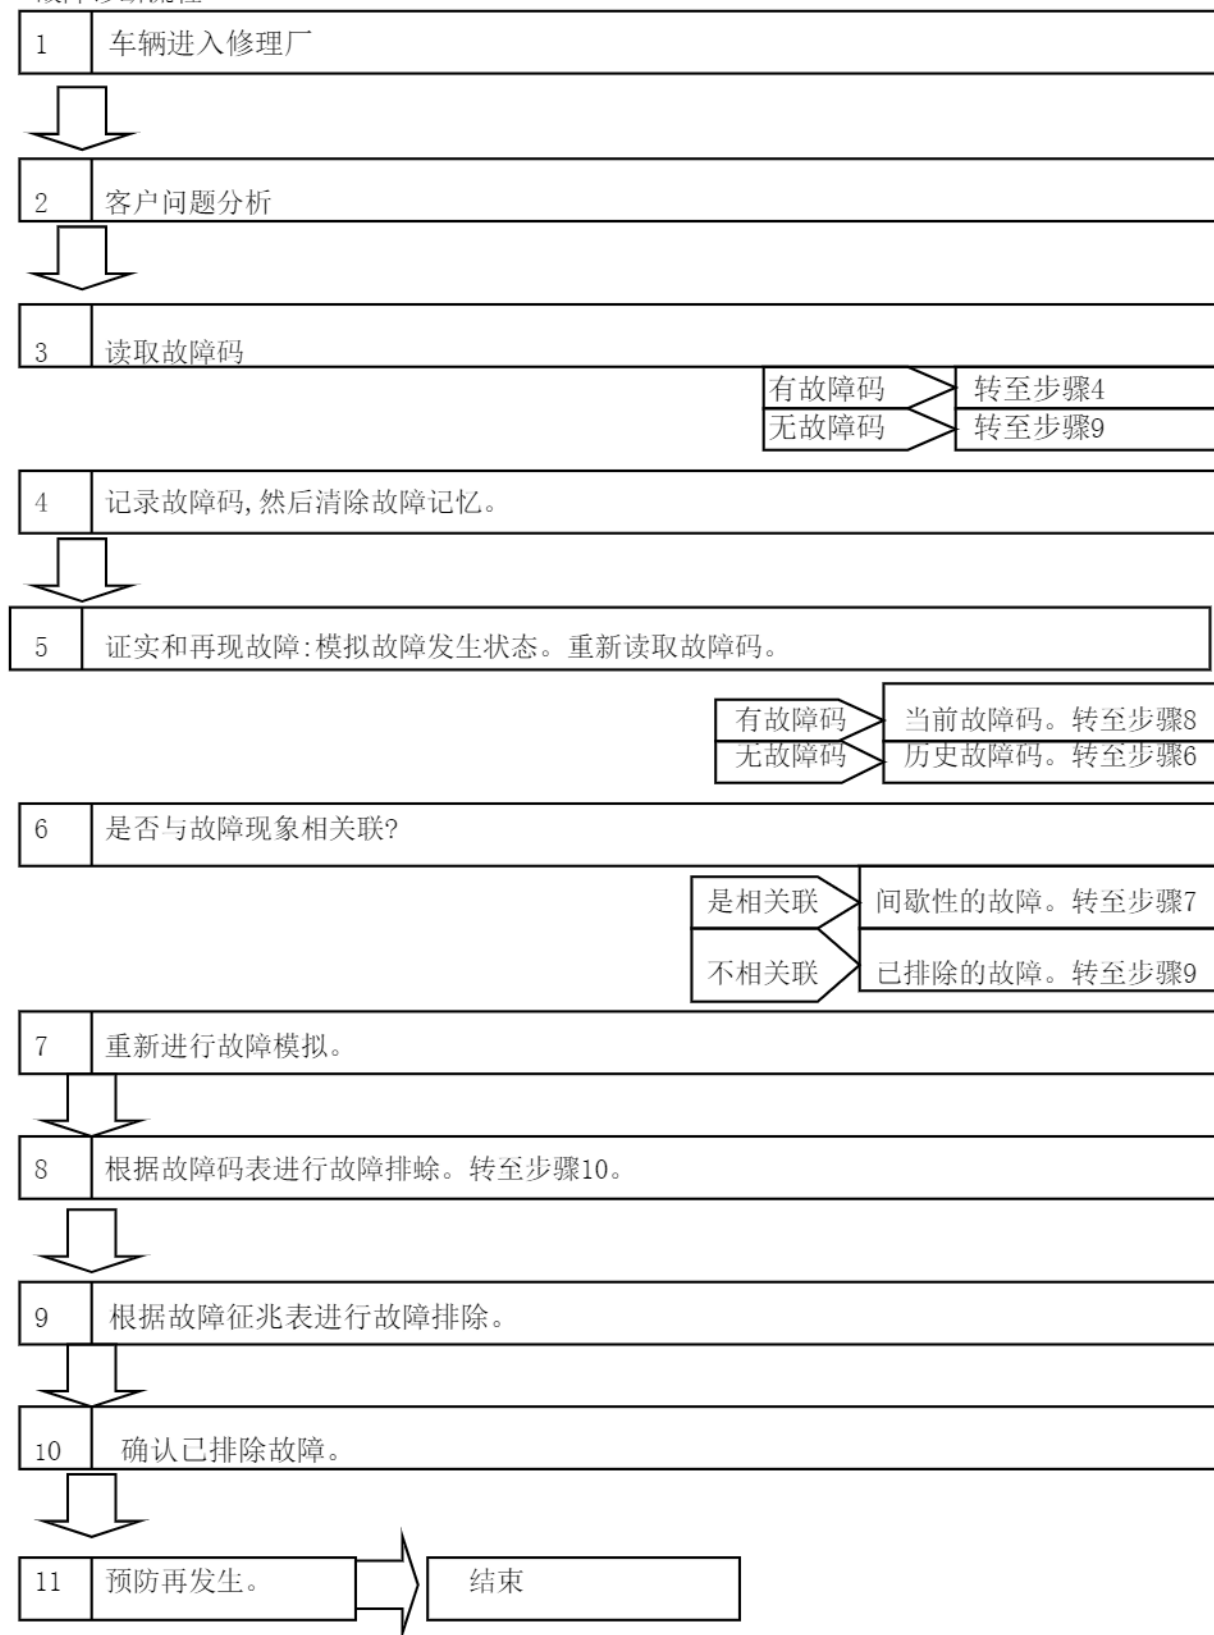 1 车辆进入修理厂
2 客户问题分析
3 读取故障码
有故障码 转至步骤4
无故障码 转至步骤9
4 记录故障码,然后清除故障记忆。
5 证实和再现故障:模拟故障发生状态。重新读取故障码。
有故障码 当前故障码。转至步骤8
无故障码 历史故障码。转至步骤6
6 是否与故障现象相关联?
是相关联 间歇性的故障。转至步骤7
不相关联 已排除的故障。转至步骤9
7 重新进行故障模拟。
8 根据故障码表进行故障排蜍。转至步骤10。
9 根据故障征兆表进行故障排除。
10 确认已排除故障。
11 预防再发生。 结束